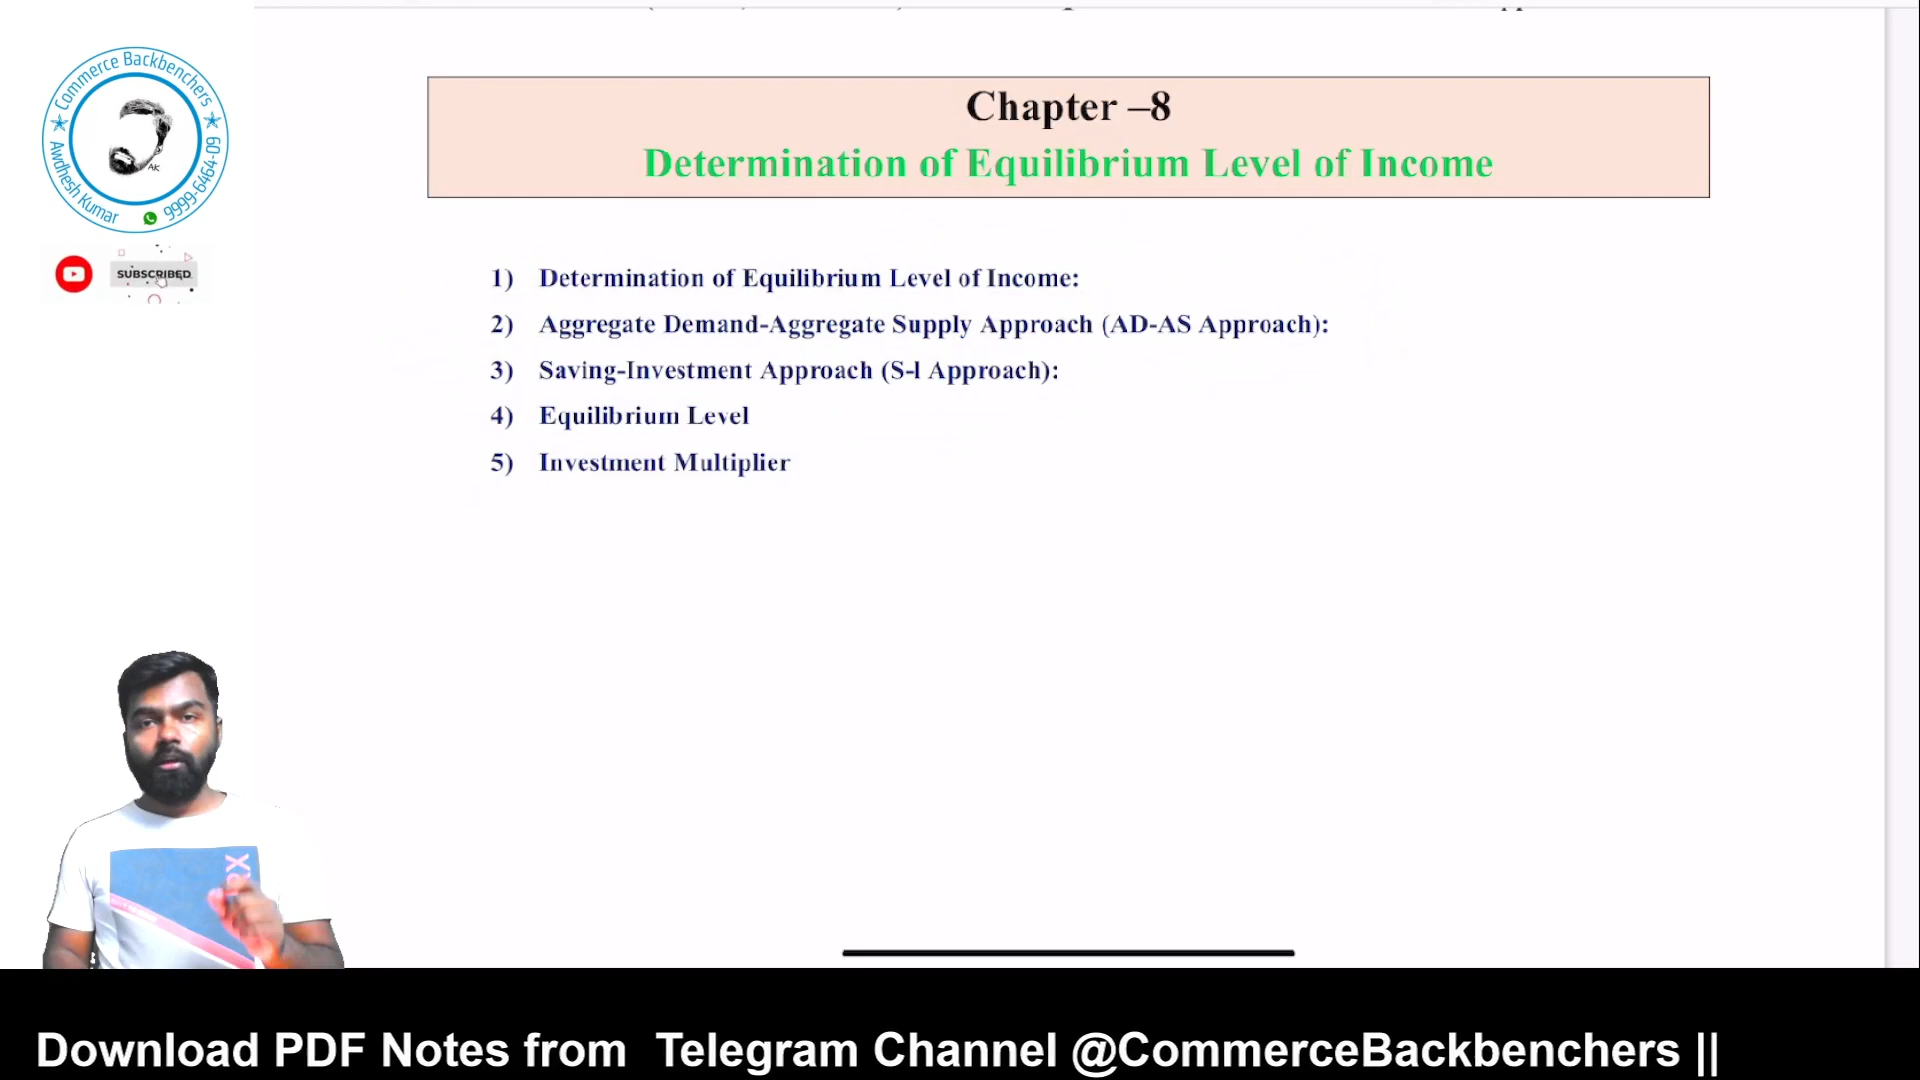 Commerce Backbenchers
Awdhesh Kumar
9999-6464-09
AK
SUBSCRIBED
Chapter –8
Determination of Equilibrium Level of Income
1) Determination of Equilibrium Level of Income:
2) Aggregate Demand-Aggregate Supply Approach (AD-AS Approach):
3) Saving-Investment Approach (S-l Approach):
4) Equilibrium Level
5) Investment Multiplier
Download PDF Notes from Telegram Channel @CommerceBackbenchers ||